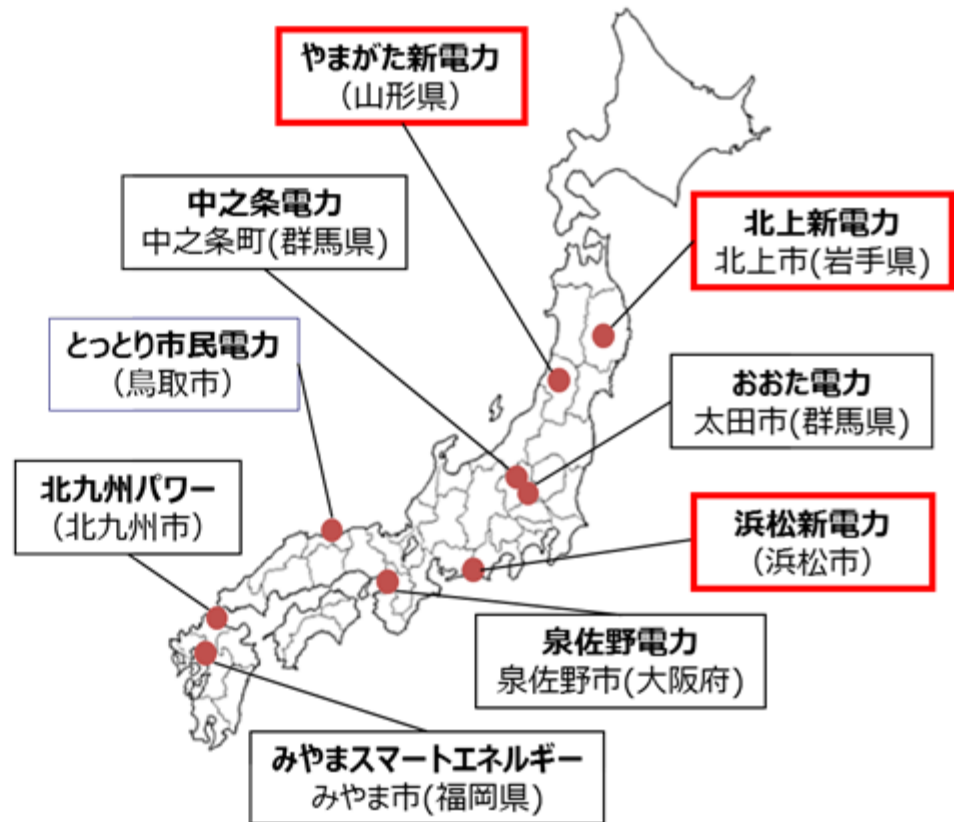 やまがた新電力
（山形県）
中之条電力
中之条町(群馬県)
北上新電力
北上市(岩手県)
とっとり市民電力
（鳥取市）
おおた電力
太田市(群馬県)
北九州パワー
（北九州市）
浜松新電力
（浜松市）
泉佐野電力
泉佐野市(大阪府)
みやまスマートエネルギー
みやま市(福岡県)